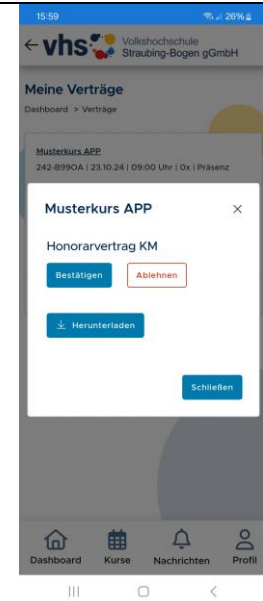 15:59
26%
vhs
Volkshochschule
Straubing-Bogen gGmbH
Meine Verträge
Dashboard > Verträge
Musterkurs APP
242-B990A | 23.10.24 | 09:00 Uhr | 0x | Präsenz
Musterkurs APP
Honorarvertrag KM
Bestätigen
Ablehnen
Herunterladen
Schließen
Dashboard
Kurse
Nachrichten
Profil